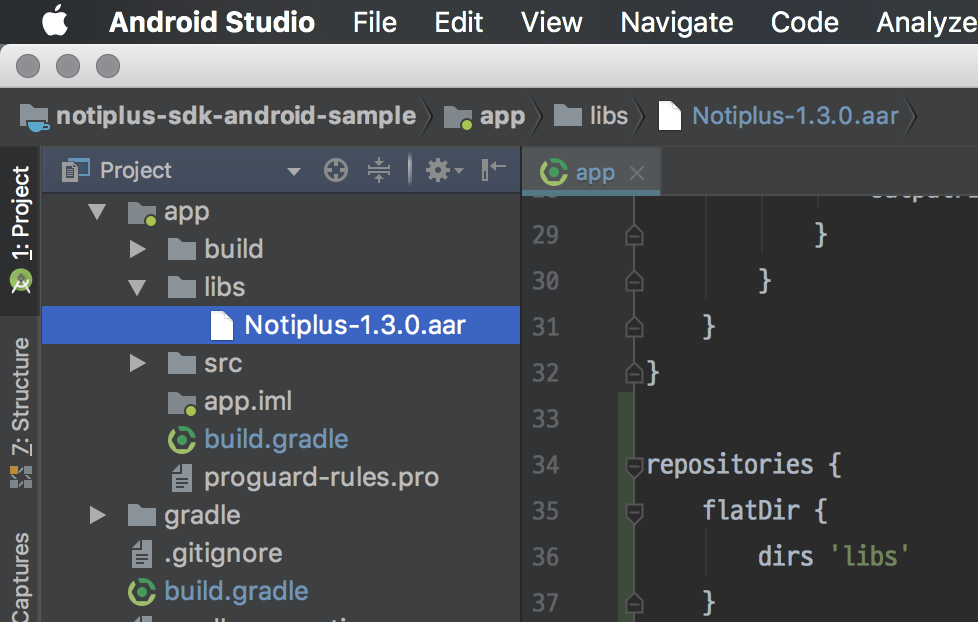 Android Studio File Edit View Navigate Code Analyze
notiplus-sdk-android-sample app libs Notiplus-1.3.0.aar
1: Project
7: Structure
Captures
Project
app
build
libs
Notiplus-1.3.0.aar
src
app.iml
build.gradle
proguard-rules.pro
gradle
.gitignore
build.gradle
app
29 }
30 }
31 }
32 }
33
34 repositories {
35 flatDir {
36 dirs 'libs'
37 }